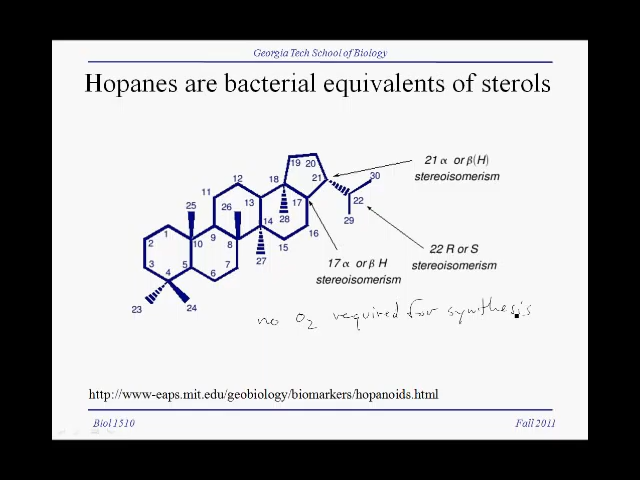 Georgia Tech School of Biology
Hopanes are bacterial equivalents of sterols
19 20
21 α or β(H)
stereoisomerism
21
30
12
18
11
13
17
22
25
26
28
29
1
9
14
16
22 R or S
stereoisomerism
2
10
8
15
3
5
7
27
17 α or β H
stereoisomerism
4
6
23
24
no O2 required for synthesis
http://www-eaps.mit.edu/geobiology/biomarkers/hopanoids.html
Biol 1510
Fall 2011